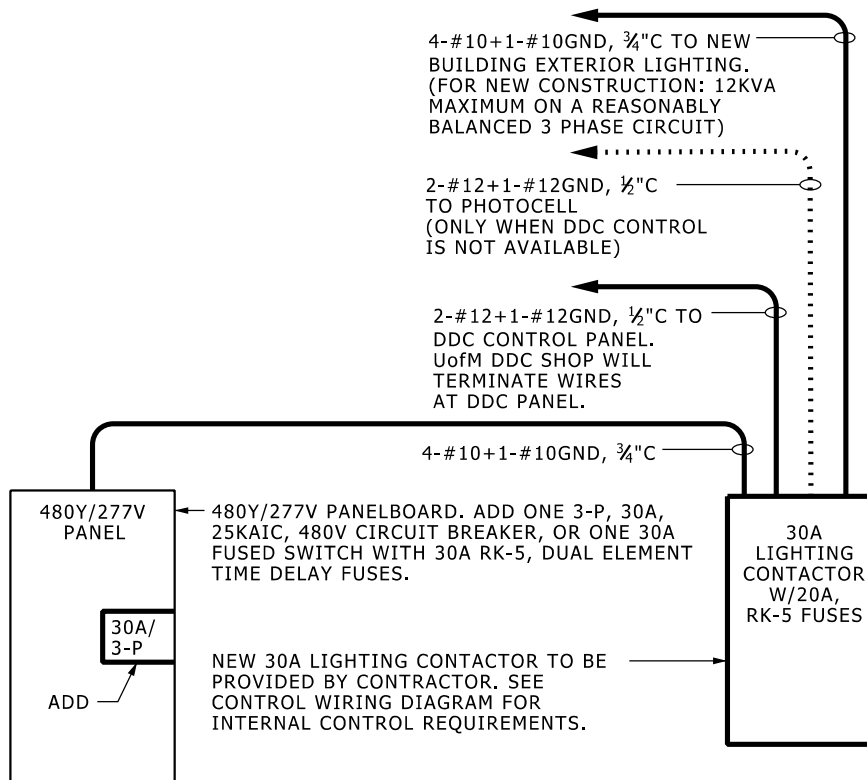 4-#10+1-#10GND, ¾"C TO NEW
BUILDING EXTERIOR LIGHTING.
(FOR NEW CONSTRUCTION: 12KVA
MAXIMUM ON A REASONABLY
BALANCED 3 PHASE CIRCUIT)
2-#12+1-#12GND, ½"C
TO PHOTOCELL
(ONLY WHEN DDC CONTROL
IS NOT AVAILABLE)
2-#12+1-#12GND, ½"C TO
DDC CONTROL PANEL.
UofM DDC SHOP WILL
TERMINATE WIRES
AT DDC PANEL.
4-#10+1-#10GND, ¾"C
480Y/277V
PANEL
480Y/277V PANELBOARD. ADD ONE 3-P, 30A,
25KAIC, 480V CIRCUIT BREAKER, OR ONE 30A
FUSED SWITCH WITH 30A RK-5, DUAL ELEMENT
TIME DELAY FUSES.
30A
LIGHTING
CONTACTOR
W/20A,
RK-5 FUSES
30A/
3-P
ADD
NEW 30A LIGHTING CONTACTOR TO BE
PROVIDED BY CONTRACTOR. SEE
CONTROL WIRING DIAGRAM FOR
INTERNAL CONTROL REQUIREMENTS.